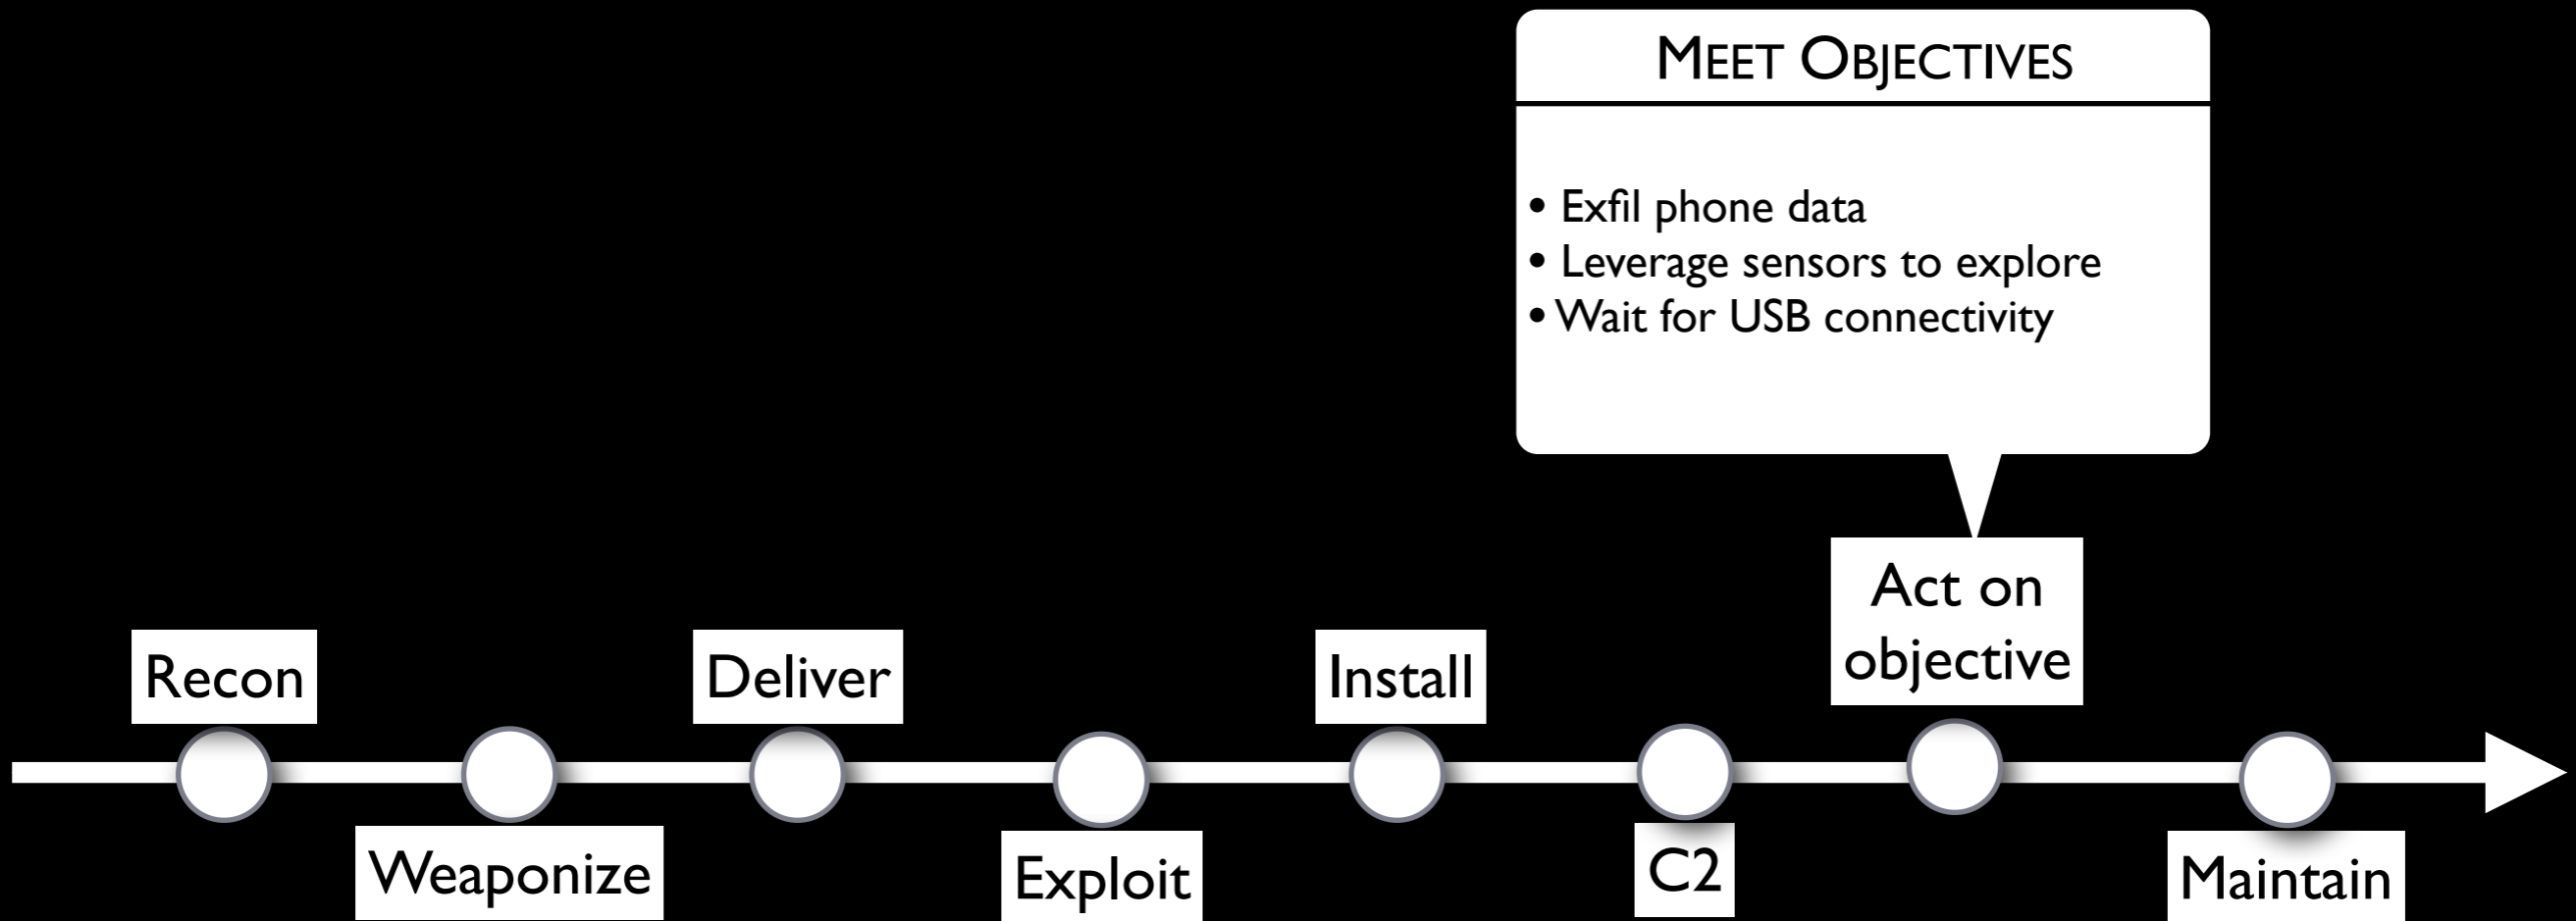 MEET OBJECTIVES
• Exfil phone data
• Leverage sensors to explore
• Wait for USB connectivity
Act on
objective
Recon
Deliver
Install
Weaponize
Exploit
C2
Maintain